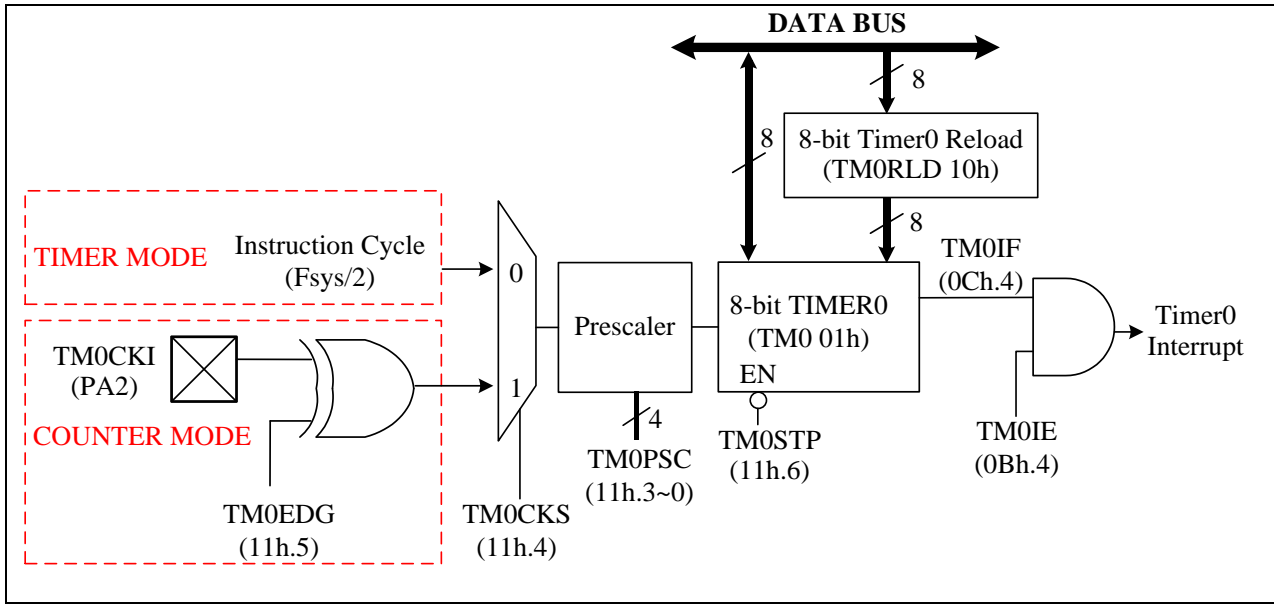 DATA BUS
8
8
8-bit Timer0 Reload
(TM0RLD 10h)
8
TIMER MODE
Instruction Cycle
(Fsys/2)
0
TM0CKI
(PA2)
1
COUNTER MODE
TM0EDG
(11h.5)
TM0CKS
(11h.4)
Prescaler
4
TM0PSC
(11h.3~0)
8-bit TIMER0
(TM0 01h)
EN
TM0STP
(11h.6)
TM0IF
(0Ch.4)
TM0IE
(0Bh.4)
Timer0
Interrupt